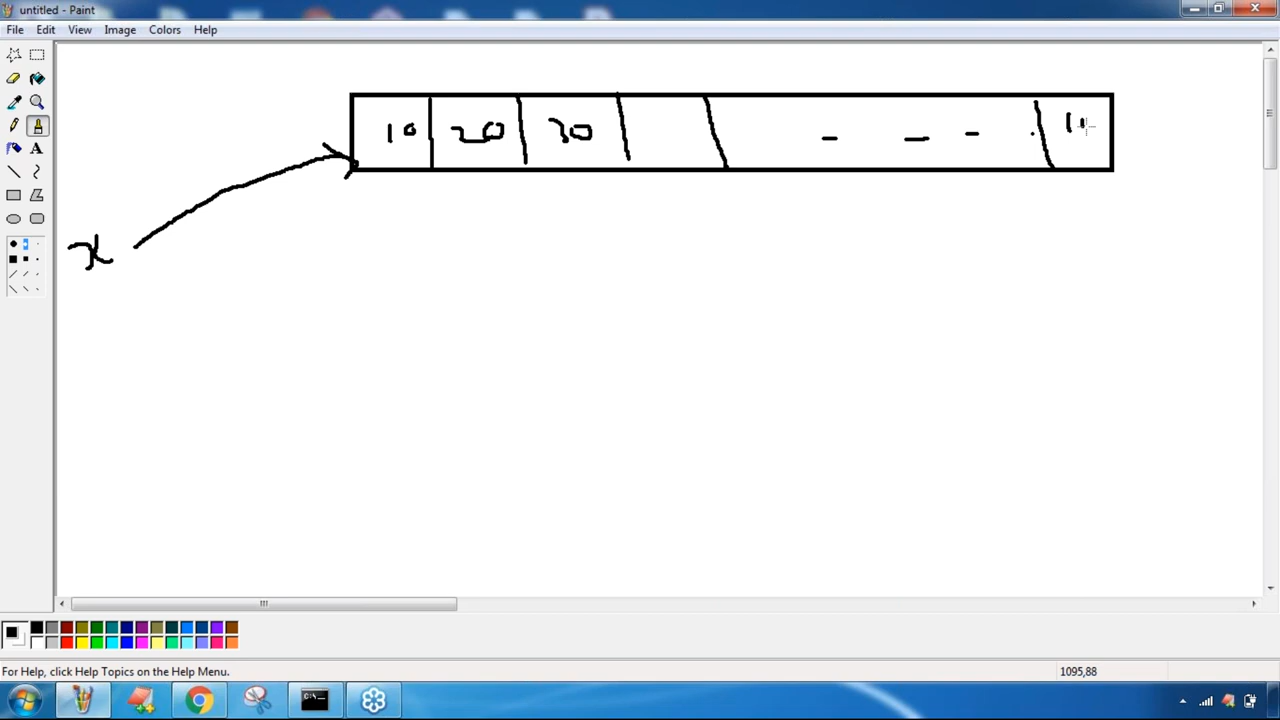 untitled - Paint
File Edit View Image Colors Help
10 20 30 - - - .
x
For Help, click Help Topics on the Help Menu. 1095,88